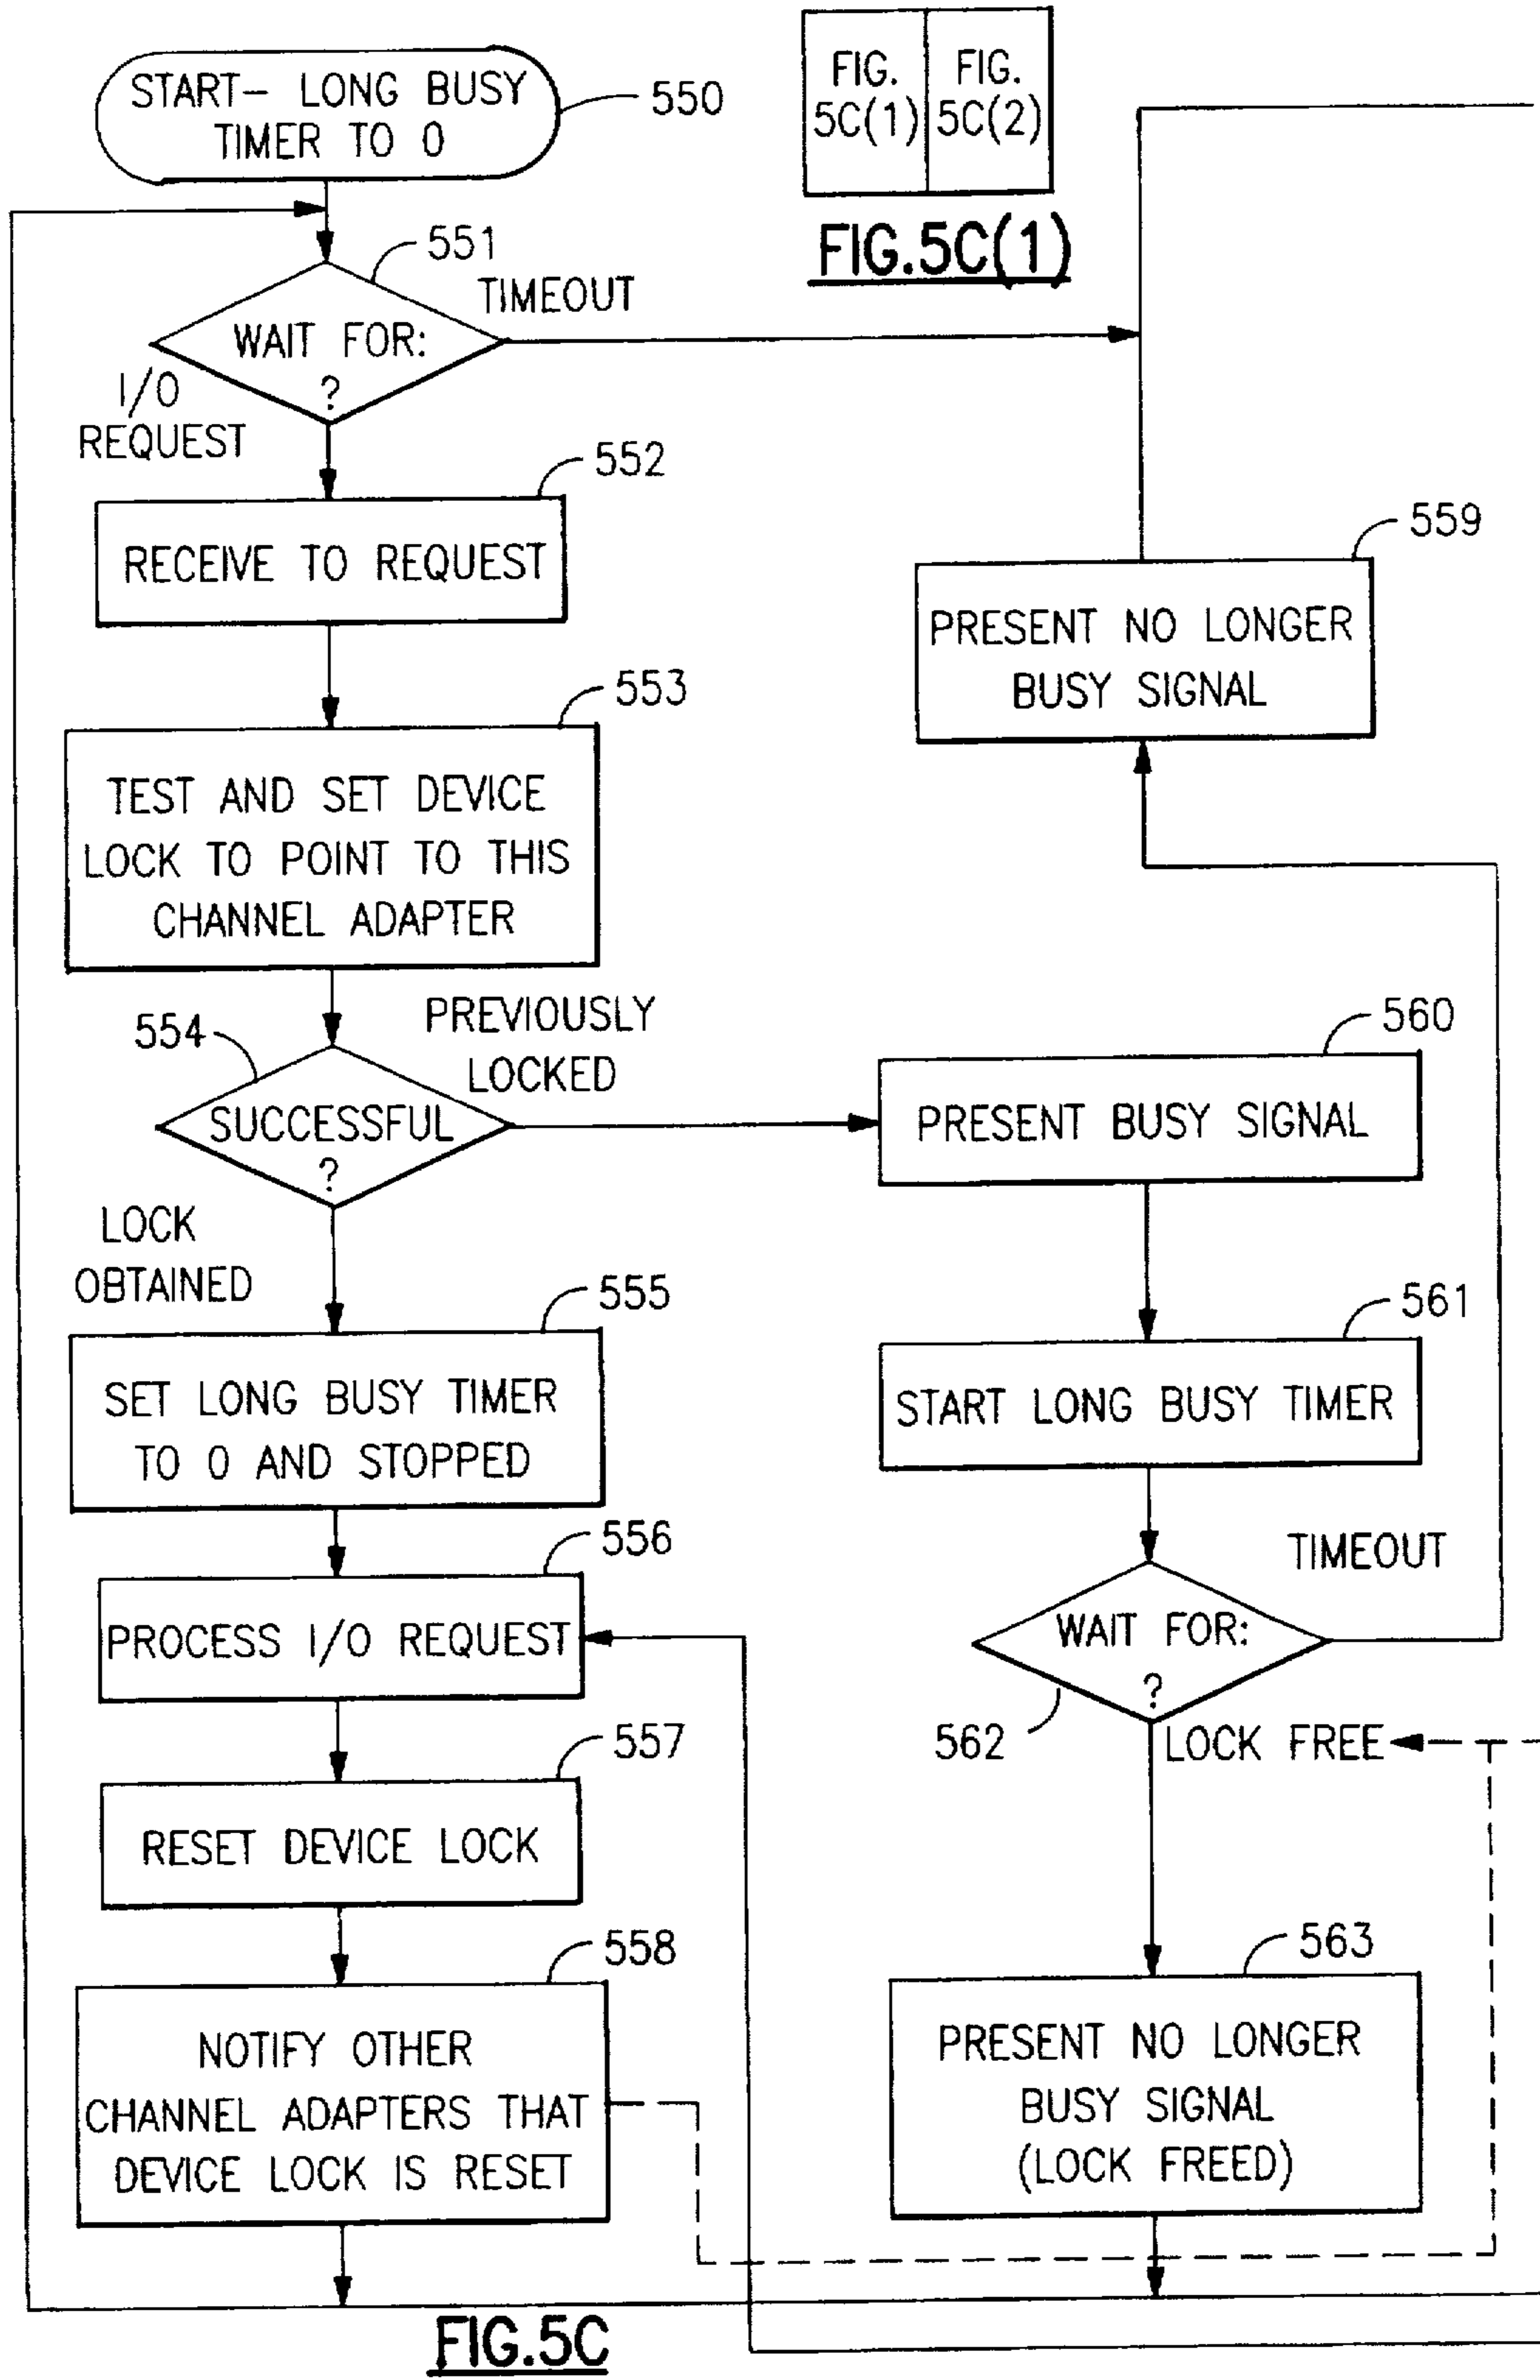 START- LONG BUSY
TIMER TO 0
550
FIG.
5C(1)
FIG.
5C(2)
FIG.5C(1)
551
TIMEOUT
WAIT FOR:
?
I/O
REQUEST
552
RECEIVE TO REQUEST
559
PRESENT NO LONGER
BUSY SIGNAL
553
TEST AND SET DEVICE
LOCK TO POINT TO THIS
CHANNEL ADAPTER
554
PREVIOUSLY
LOCKED
SUCCESSFUL
?
560
PRESENT BUSY SIGNAL
LOCK
OBTAINED
555
SET LONG BUSY TIMER
TO 0 AND STOPPED
561
START LONG BUSY TIMER
556
PROCESS I/O REQUEST
TIMEOUT
WAIT FOR:
?
562
LOCK FREE
557
RESET DEVICE LOCK
558
NOTIFY OTHER
CHANNEL ADAPTERS THAT
DEVICE LOCK IS RESET
563
PRESENT NO LONGER
BUSY SIGNAL
(LOCK FREED)
FIG.5C